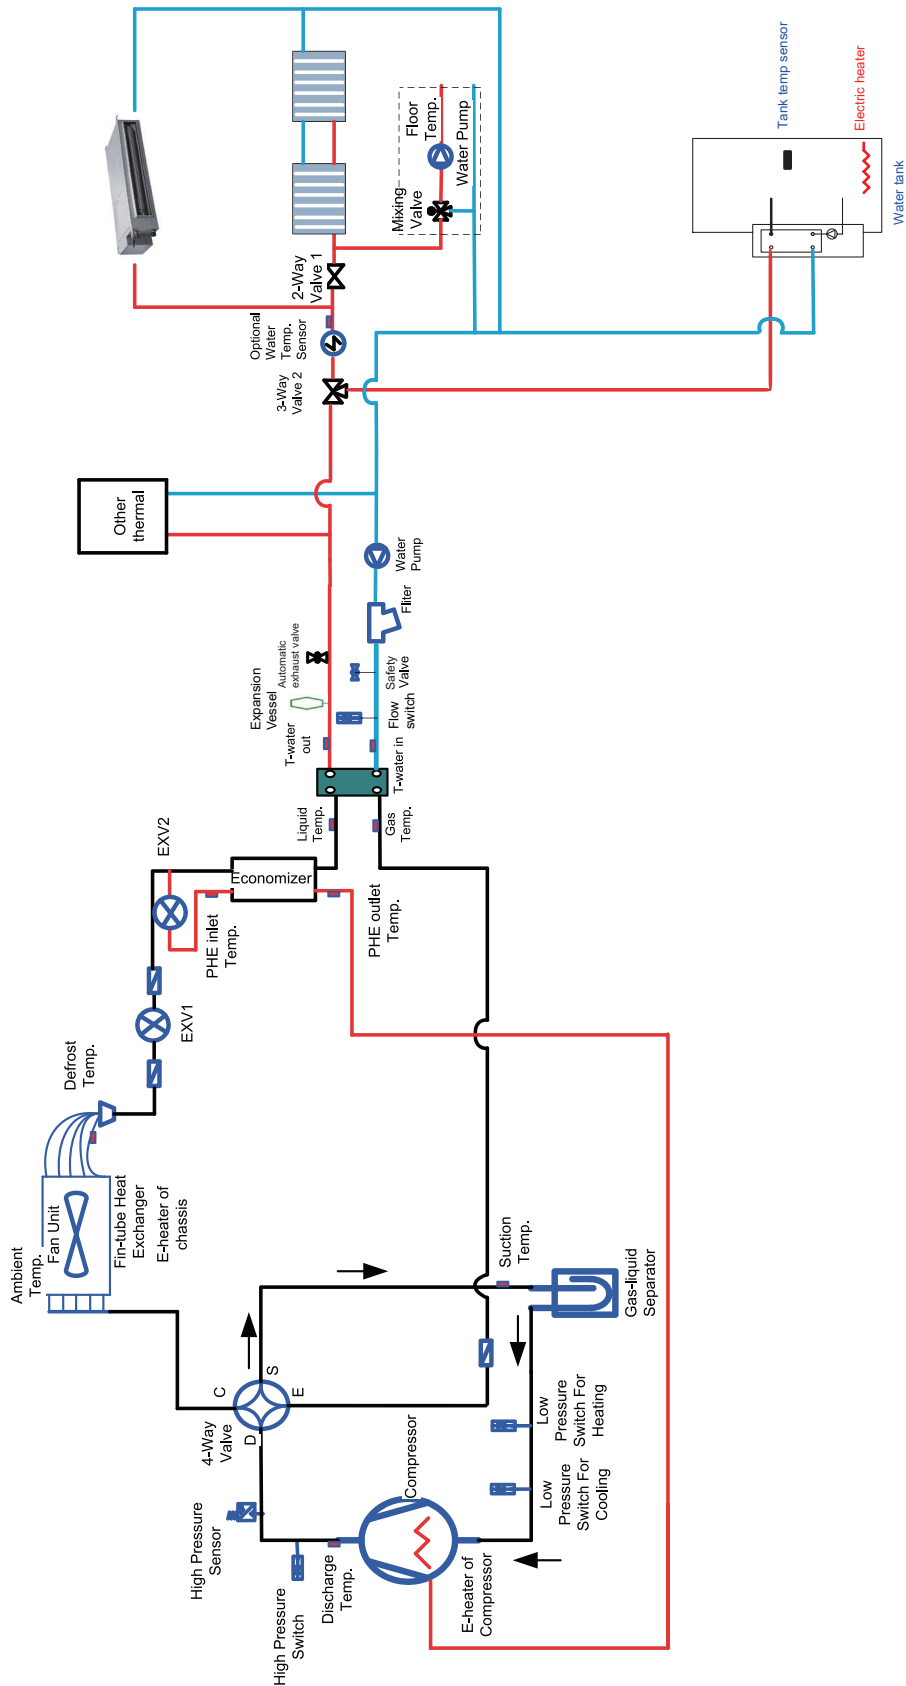 Tank temp sensor
Electric heater
Water tank
Floor
Temp.
Water Pump
Mixing
Valve
2-Way
Valve 1
Optional
Water
Temp.
Sensor
3-Way
Valve 2
Other
thermal
Water
Pump
Fliter
Automatic
exhaust valve
Safety
Valve
Expansion
Vessel
Flow
switch
T-water
out
T-water in
Liquid
Temp.
Gas
Temp.
EXV2
Economizer
PHE inlet
Temp.
PHE outlet
Temp.
EXV1
Defrost
Temp.
Ambient
Temp.
Fan Unit
Fin-tube Heat
Exchanger
E-heater of
chassis
Suction
Temp.
Gas-liquid
Separator
C
S
E
D
4-Way
Valve
Low
Pressure
Switch For
Heating
Low
Pressure
Switch For
Cooling
Compressor
High Pressure
Sensor
High Pressure
Switch
Discharge
Temp.
E-heater of
Compressor